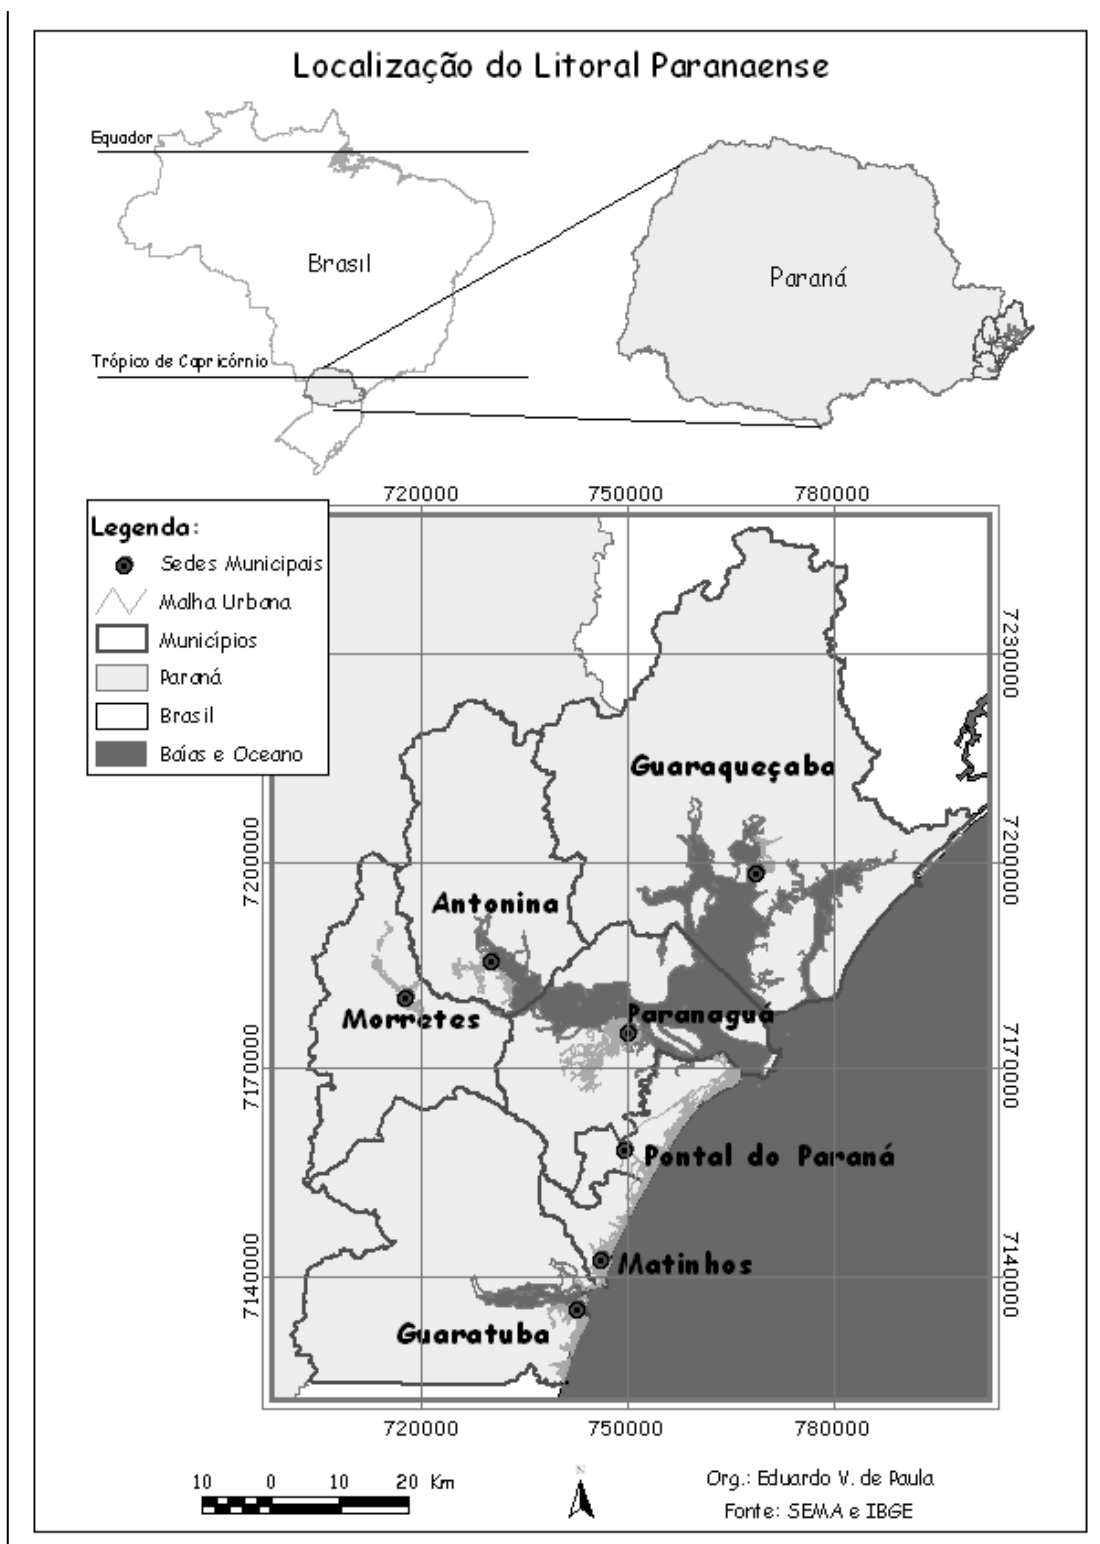 Localização do Litoral Paranaense
Equador
Brasil
Paraná
Trópico de Capricórnio
720000 750000 780000
Legenda:
Sedes Municipais
Malha Urbana
Municípios
Paraná
Brasil
Baías e Oceano
7230000
Guaraqueçaba
7200000 7200000
Antonina
Morretes
Paranaguá
7170000 7170000
Pontal do Paraná
Matinhos
7140000 7140000
Guaratuba
720000 750000 780000
10 0 10 20 Km
N
Org.: Eduardo V. de Paula
Fonte: SEMA e IBGE